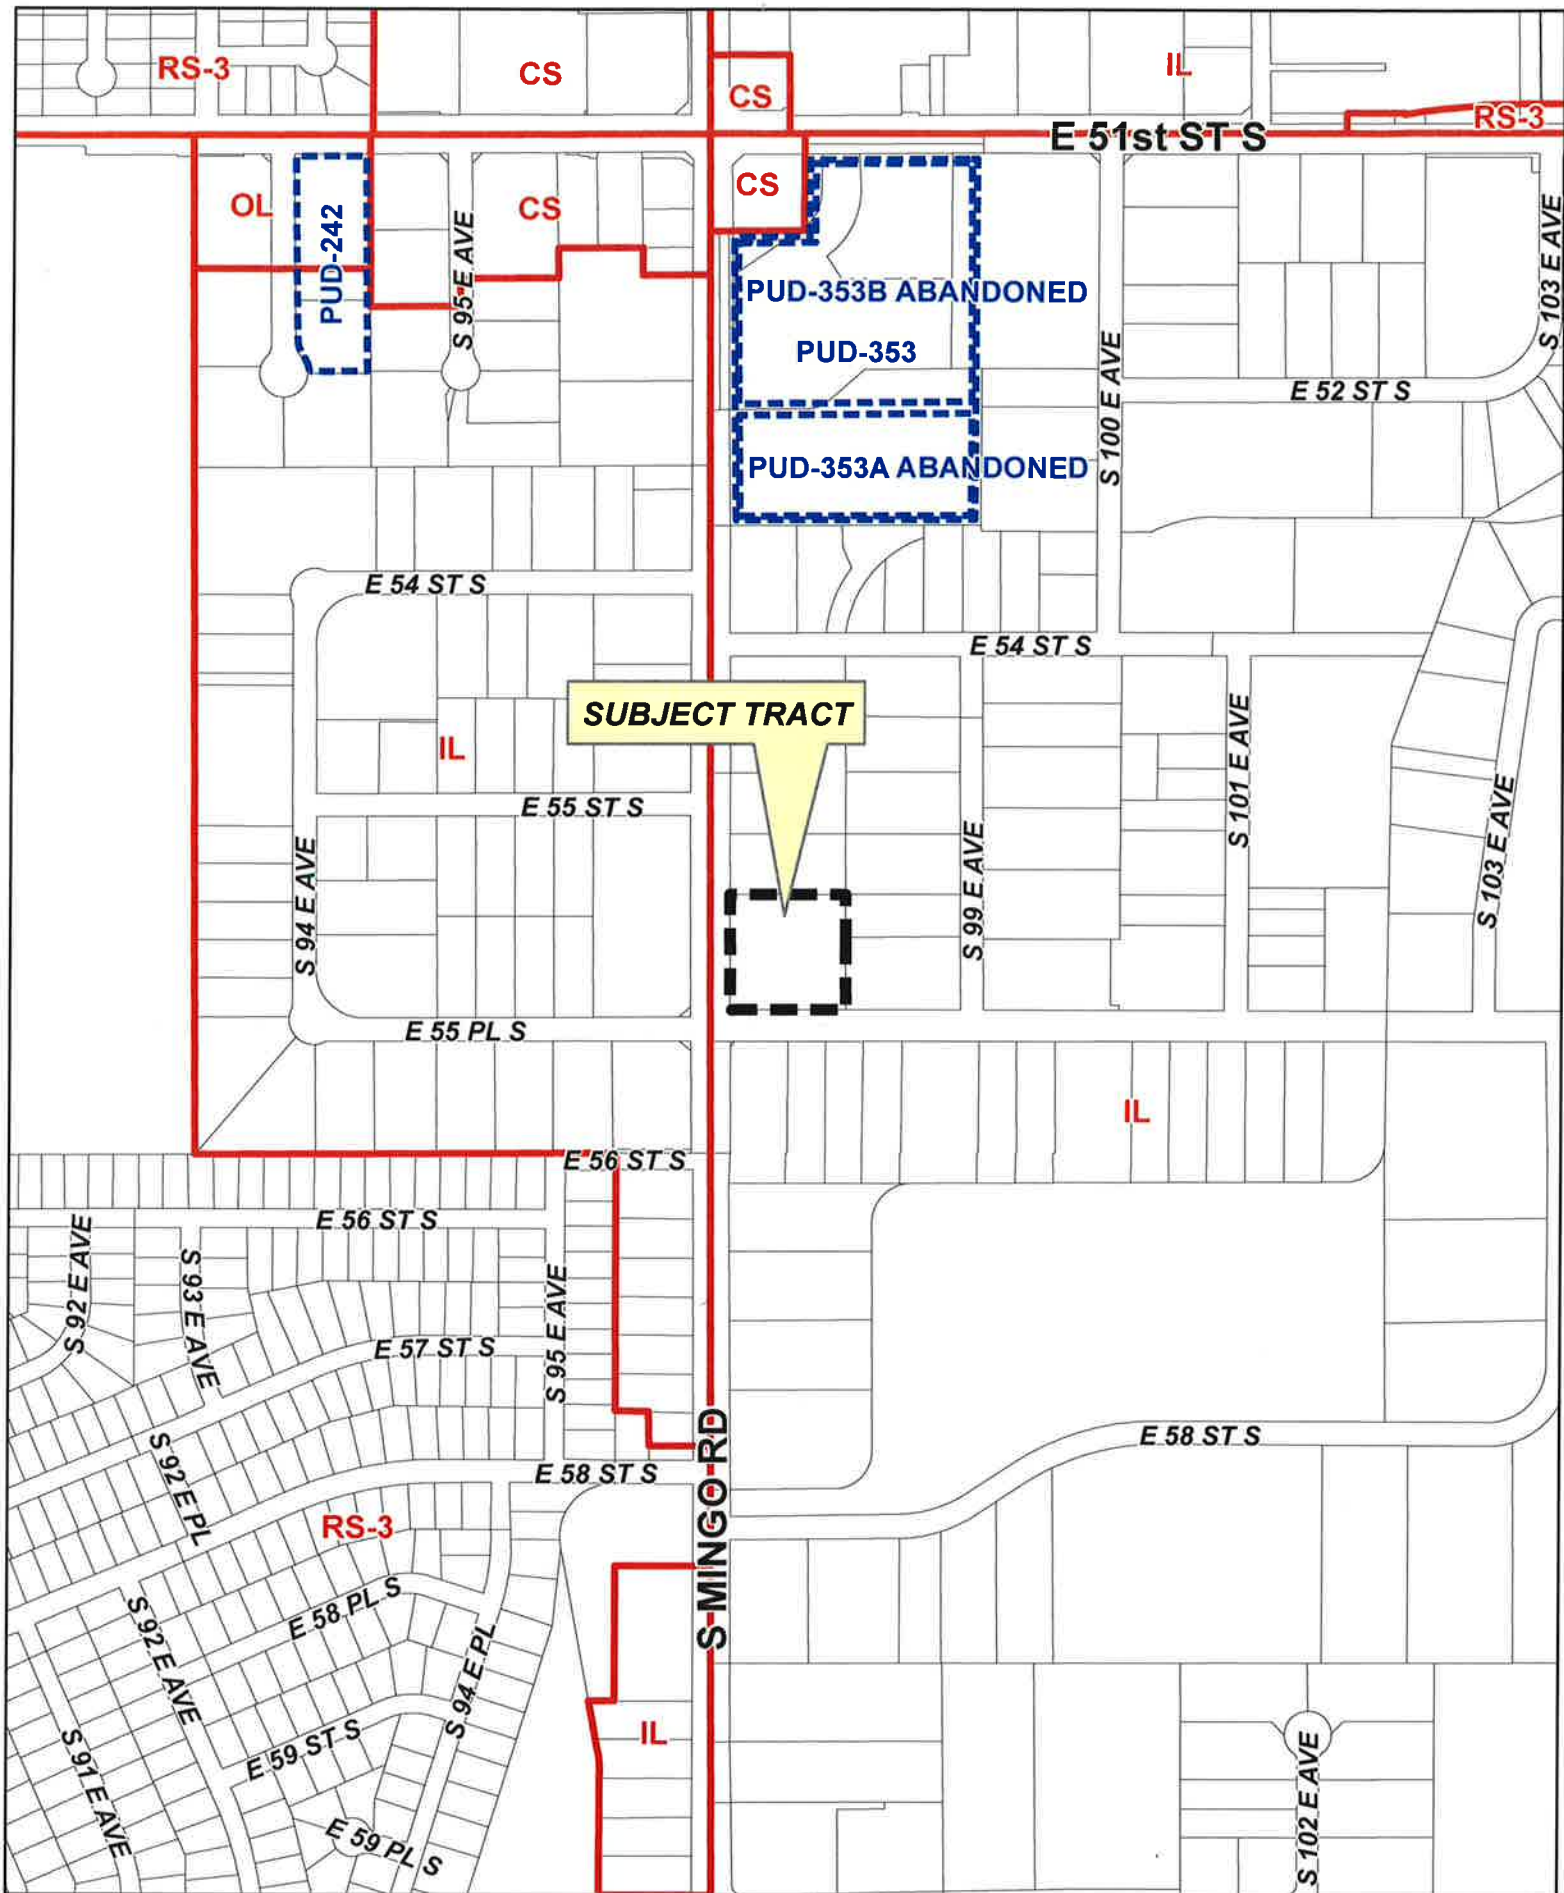 RS-3
CS
CS
IL
RS-3
E 51st ST S
OL
PUD-242
CS
CS
S 95 E AVE
S 103 E AVE
PUD-353B ABANDONED
PUD-353
S 100 E AVE
E 52 ST S
PUD-353A ABANDONED
E 54 ST S
E 54 ST S
SUBJECT TRACT
IL
S 101 E AVE
E 55 ST S
S 94 E AVE
S 99 E AVE
S 103 E AVE
E 55 PL S
IL
E 56 ST S
E 56 ST S
S 92 E AVE
S 93 E AVE
S 95 E AVE
E 57 ST S
S MINGO RD
E 58 ST S
S 92 E PL
E 58 ST S
RS-3
E 58 PL S
S 92 E AVE
S 94 E PL
E 59 ST S
S 91 E AVE
IL
S 102 E AVE
E 59 PL S